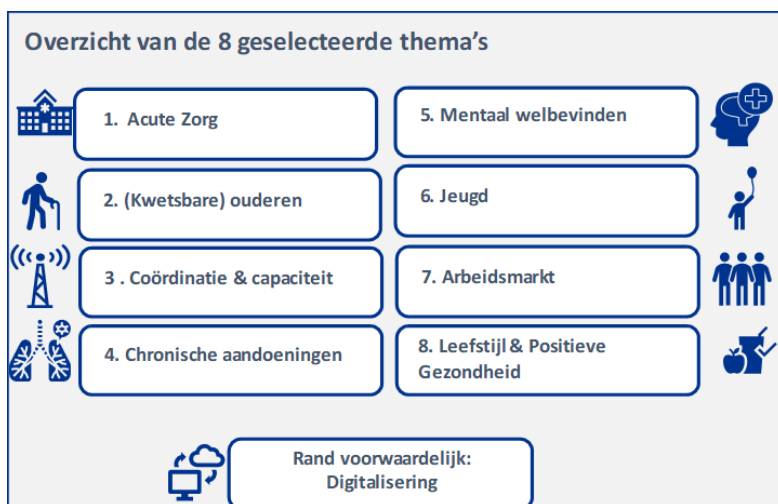 Overzicht van de 8 geselecteerde thema's
1. Acute Zorg
2. (Kwetsbare) ouderen
3 . Coördinatie & capaciteit
4. Chronische aandoeningen
5. Mentaal welbevinden
6. Jeugd
7. Arbeidsmarkt
8. Leefstijl & Positieve
Gezondheid
Rand voorwaardelijk:
Digitalisering